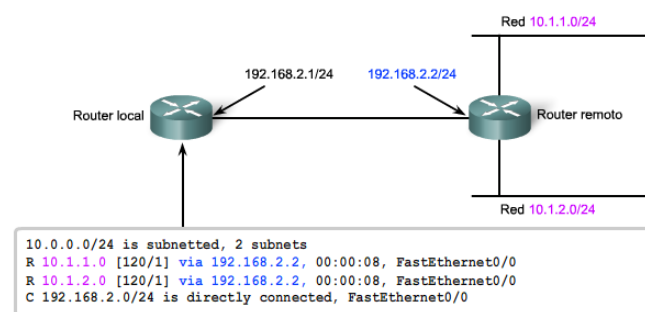 Red 10.1.1.0/24
192.168.2.1/24
192.168.2.2/24
Router local
Router remoto
Red 10.1.2.0/24
10.0.0.0/24 is subnetted, 2 subnets
R 10.1.1.0 [120/1] via 192.168.2.2, 00:00:08, FastEthernet0/0
R 10.1.2.0 [120/1] via 192.168.2.2, 00:00:08, FastEthernet0/0
C 192.168.2.0/24 is directly connected, FastEthernet0/0